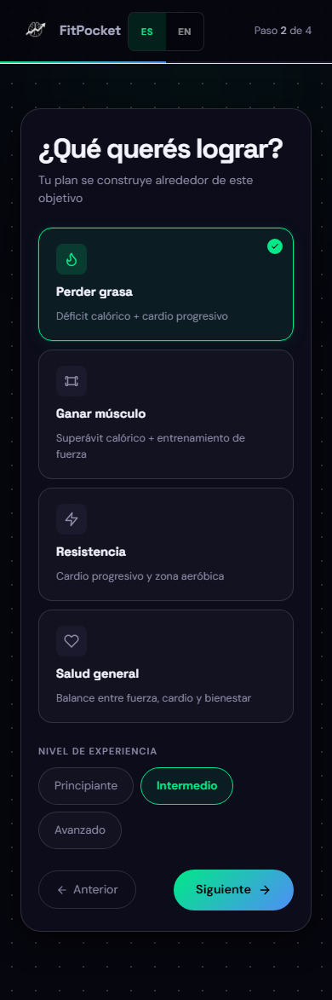 FitPocket
ES
EN
Paso 2 de 4
¿Qué querés lograr?
Tu plan se construye alrededor de este
objetivo
Perder grasa
Déficit calórico + cardio progresivo
Ganar músculo
Superávit calórico + entrenamiento de
fuerza
Resistencia
Cardio progresivo y zona aeróbica
Salud general
Balance entre fuerza, cardio y bienestar
NIVEL DE EXPERIENCIA
Principiante
Intermedio
Avanzado
← Anterior
Siguiente →